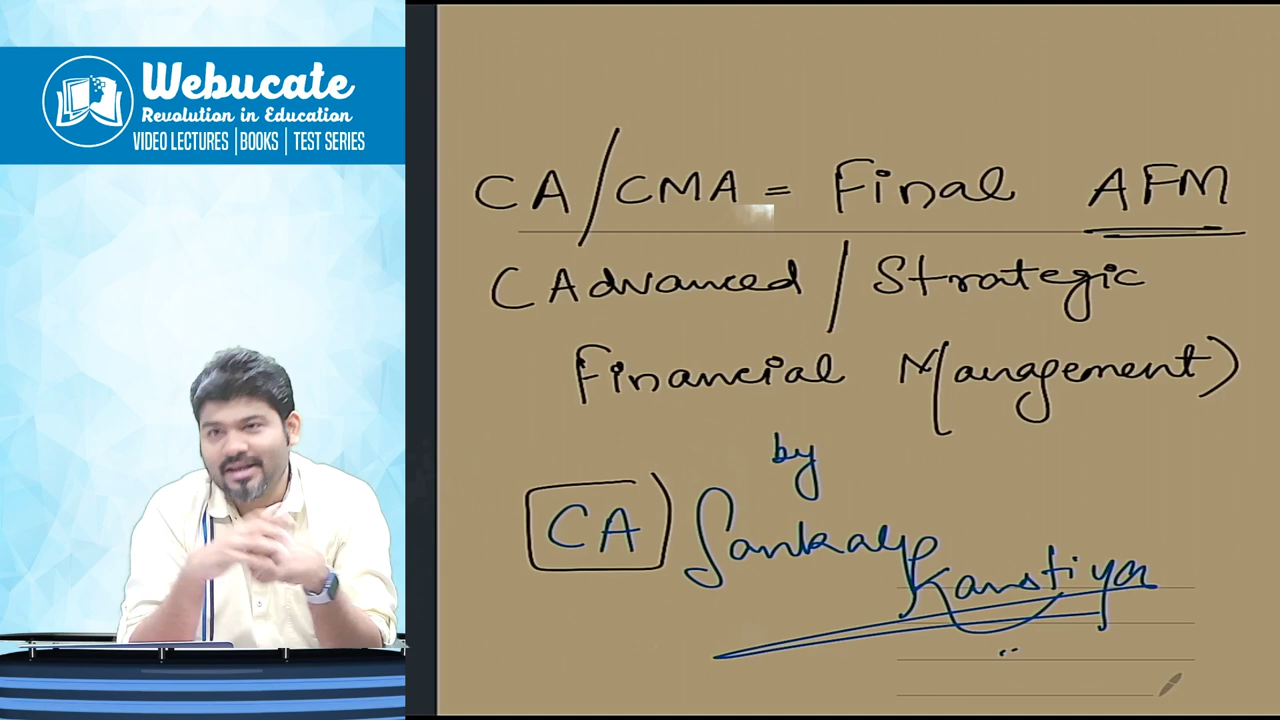 Webucate
Revolution in Education
VIDEO LECTURES | BOOKS | TEST SERIES
CA/CMA = Final AFM
(Advanced / Strategic
Financial Management)
by
CA Sankalp
Kanstiya